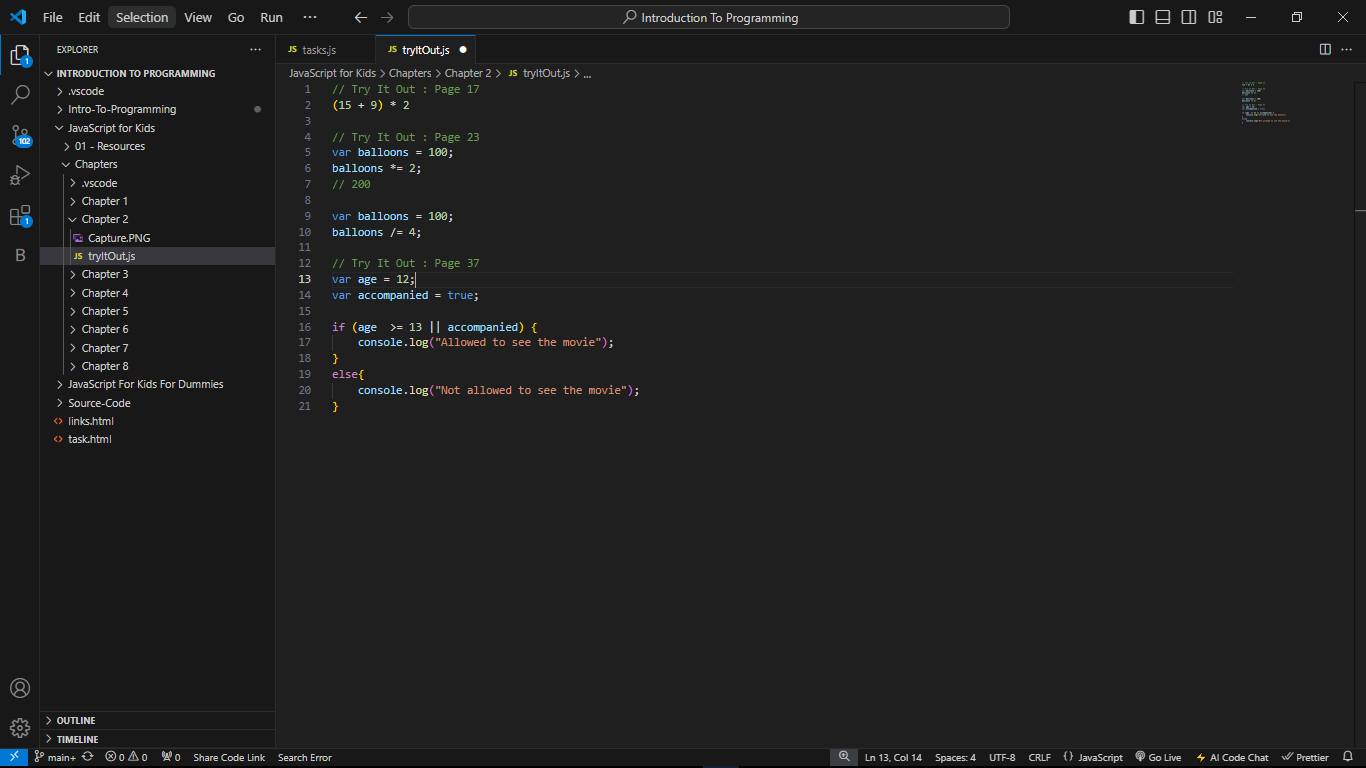 File Edit Selection View Go Run ···
Introduction To Programming
EXPLORER
INTRODUCTION TO PROGRAMMING
.vscode
Intro-To-Programming
JavaScript for Kids
01 - Resources
Chapters
.vscode
Chapter 1
Chapter 2
Capture.PNG
JS tryItOut.js
Chapter 3
Chapter 4
Chapter 5
Chapter 6
Chapter 7
Chapter 8
JavaScript For Kids For Dummies
Source-Code
links.html
task.html
OUTLINE
TIMELINE
1
102
1
B
JS tasks.js JS tryItOut.js
JavaScript for Kids > Chapters > Chapter 2 > JS tryItOut.js > ...
1 // Try It Out : Page 17
2 (15 + 9) * 2
3
4 // Try It Out : Page 23
5 var balloons = 100;
6 balloons *= 2;
7 // 200
8
9 var balloons = 100;
10 balloons /= 4;
11
12 // Try It Out : Page 37
13 var age = 12;
14 var accompanied = true;
15
16 if (age  >= 13 || accompanied) {
17     console.log("Allowed to see the movie");
18 }
19 else{
20     console.log("Not allowed to see the movie");
21 }
main+ 0 0 0 Share Code Link Search Error Ln 13, Col 14 Spaces: 4 UTF-8 CRLF {} JavaScript Go Live AI Code Chat Prettier